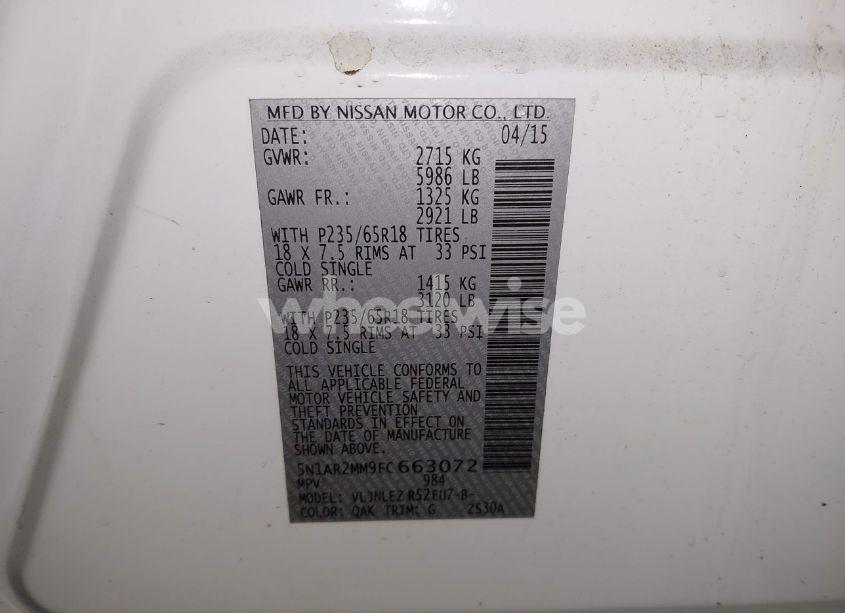 MFD BY NISSAN MOTOR CO., LTD.
DATE: 04/15
GVWR: 2715 KG
5986 LB
GAWR FR.: 1325 KG
2921 LB
WITH P235/65R18 TIRES
18 X 7.5 RIMS AT 33 PSI
COLD SINGLE
GAWR RR.: 1415 KG
3120 LB
wheelwise
WITH P235/65R18 TIRES
18 X 7.5 RIMS AT 33 PSI
COLD SINGLE
THIS VEHICLE CONFORMS TO
ALL APPLICABLE FEDERAL
MOTOR VEHICLE SAFETY AND
THEFT PREVENTION
STANDARDS IN EFFECT ON
THE DATE OF MANUFACTURE
SHOWN ABOVE.
5N1AR2MM9FC663072
MPV 984
MODEL: VLJNLEZ R52EU7-B-
COLOR: QAK TRIM: G 2S30A